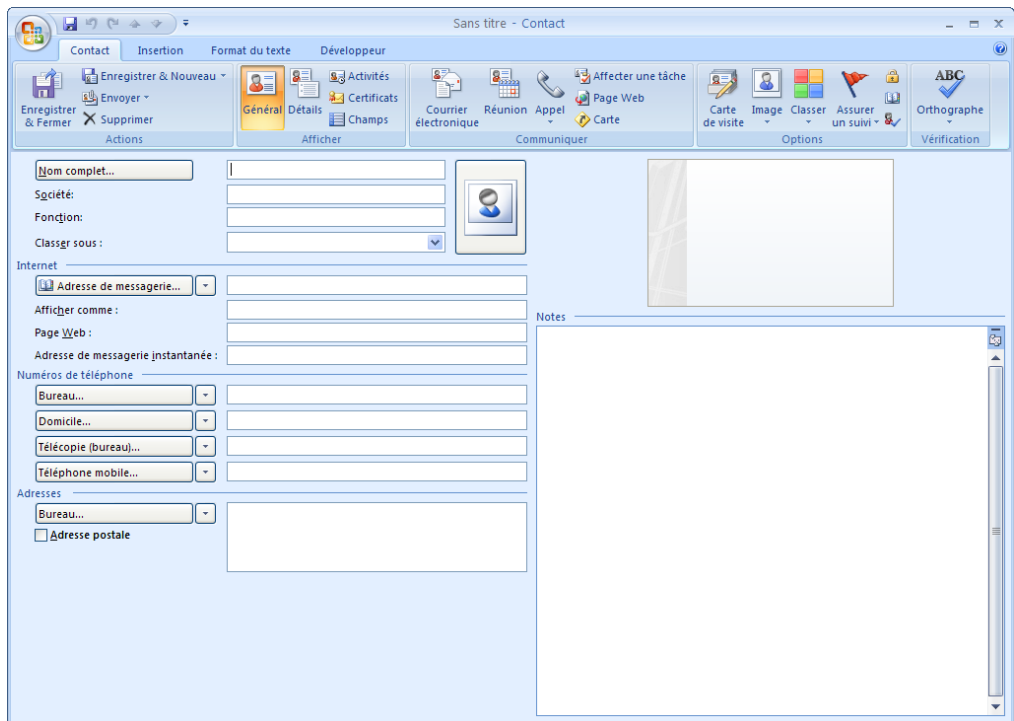 Sans titre - Contact
Contact Insertion Format du texte Développeur
Enregistrer & Fermer
Enregistrer & Nouveau
Envoyer
Supprimer
Actions
Général Détails
Activités
Certificats
Champs
Afficher
Courrier électronique
Réunion Appel
Affecter une tâche
Page Web
Carte
Communiquer
Carte de visite
Image Classer
Assurer un suivi
Options
ABC
Orthographe
Vérification
Nom complet...
Société:
Fonction:
Classer sous :
Internet
Adresse de messagerie...
Afficher comme :
Page Web :
Adresse de messagerie instantanée :
Numéros de téléphone
Bureau...
Domicile...
Télécopie (bureau)...
Téléphone mobile...
Adresses
Bureau...
Adresse postale
Notes